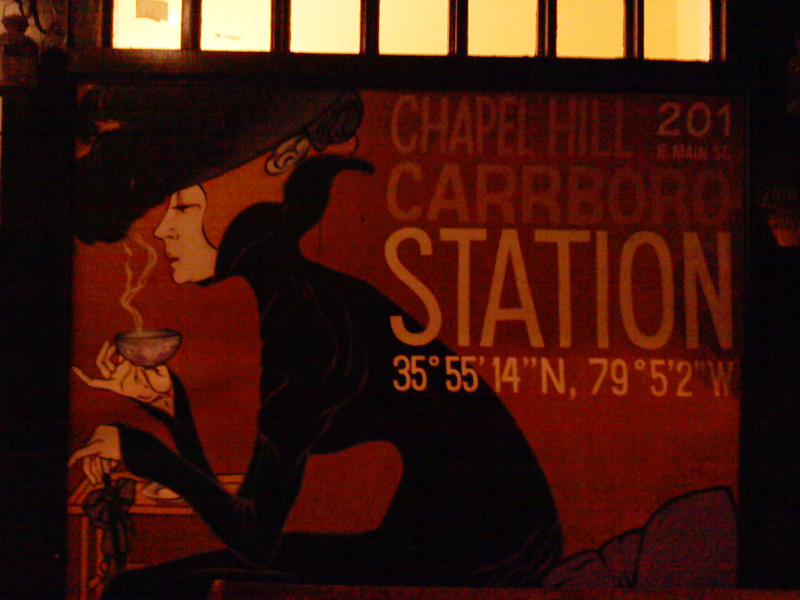 CHAPEL HILL 201
E. MAIN ST.
CARRBORO
STATION
35°55'14"N, 79°5'2"W